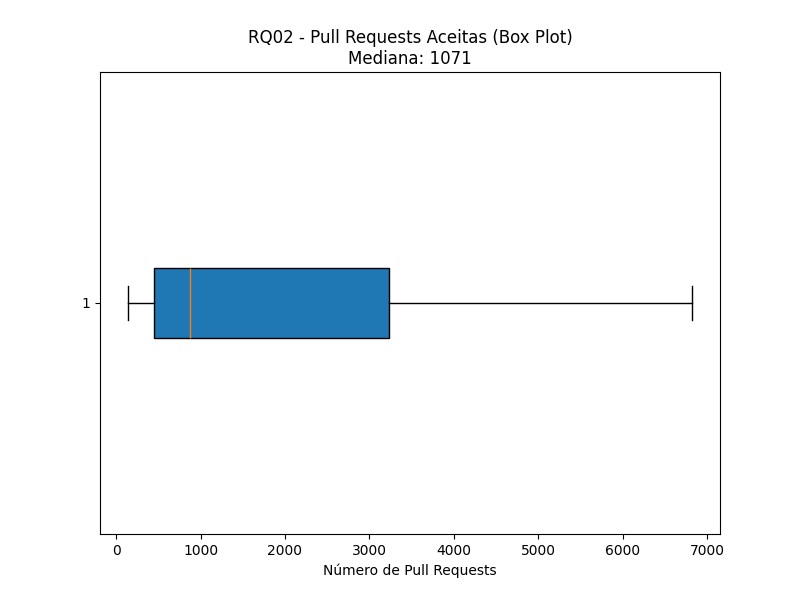 RQ02 - Pull Requests Aceitas (Box Plot)
Mediana: 1071
1
0 1000 2000 3000 4000 5000 6000 7000
Número de Pull Requests